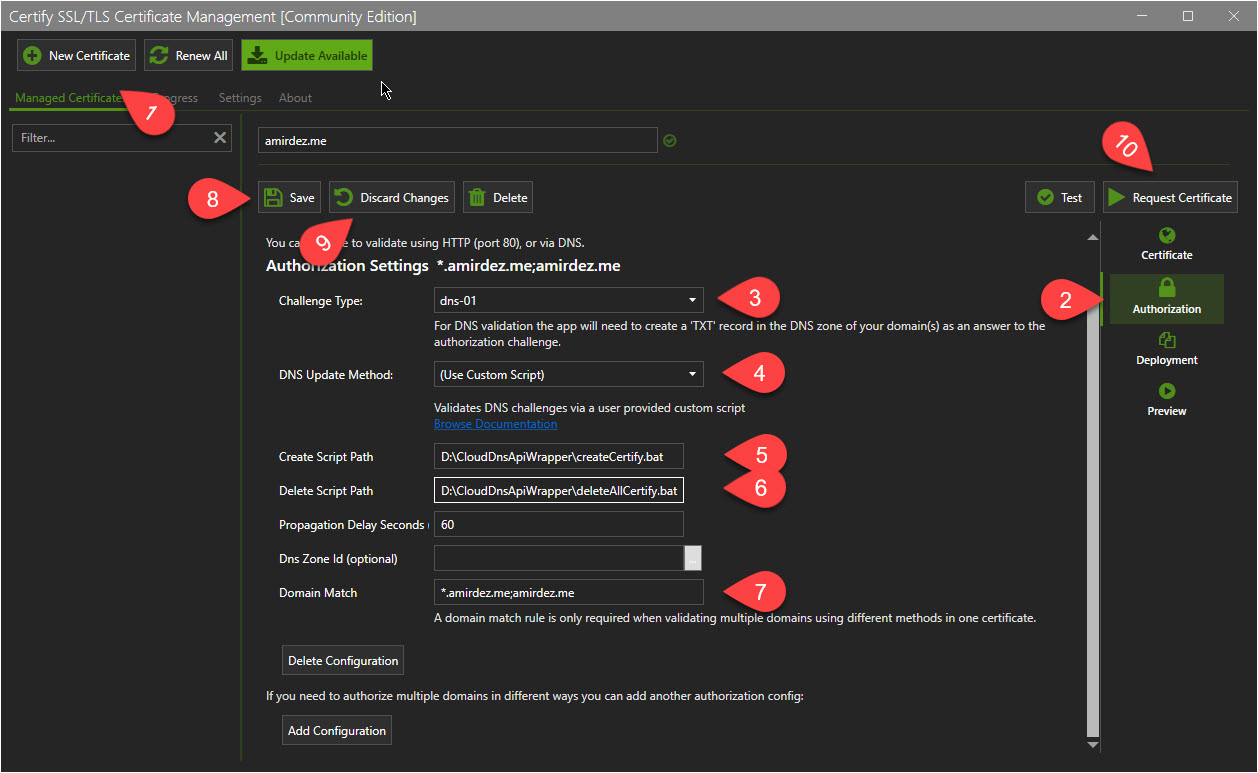 Certify SSL/TLS Certificate Management [Community Edition]
New Certificate
Renew All
Update Available
Managed Certificate
Settings
About
1
Filter...
amirdez.me
10
8
Save
Discard Changes
Delete
Test
Request Certificate
9
You can to validate using HTTP (port 80), or via DNS.
Authorization Settings *.amirdez.me;amirdez.me
Certificate
Challenge Type:
dns-01
3
2
Authorization
For DNS validation the app will need to create a 'TXT' record in the DNS zone of your domain(s) as an answer to the
authorization challenge.
Deployment
DNS Update Method:
(Use Custom Script)
4
Preview
Validates DNS challenges via a user provided custom script
Browse Documentation
Create Script Path
D:\CloudDnsApiWrapper\createCertify.bat
5
Delete Script Path
D:\CloudDnsApiWrapper\deleteAllCertify.bat
6
Propagation Delay Seconds (
60
Dns Zone Id (optional)
...
Domain Match
*.amirdez.me;amirdez.me
7
A domain match rule is only required when validating multiple domains using different methods in one certificate.
Delete Configuration
If you need to authorize multiple domains in different ways you can add another authorization config:
Add Configuration